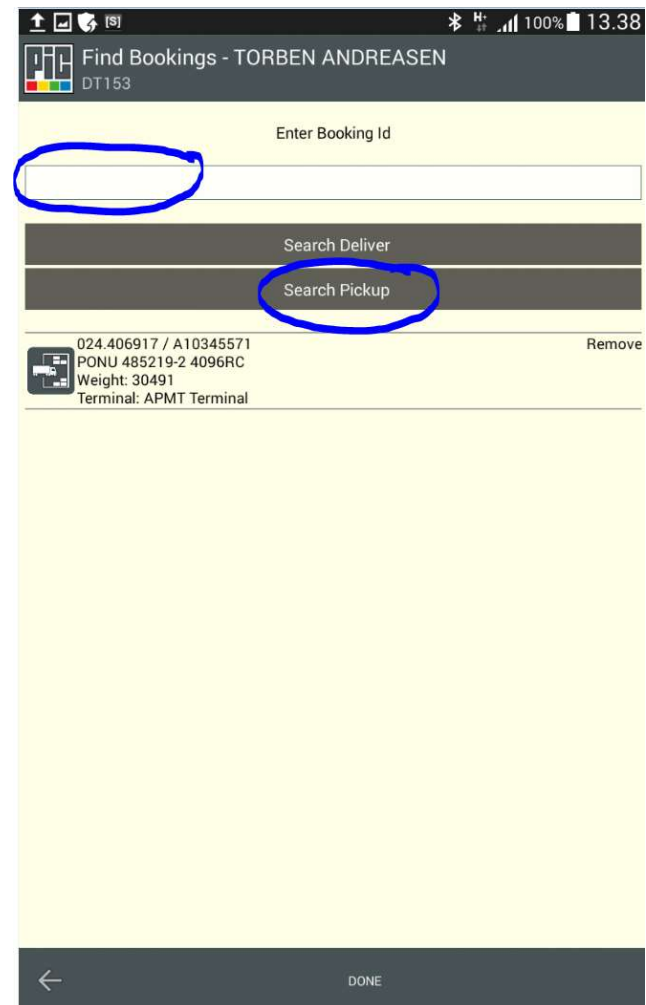 [S] H+ 100% 13.38
PIC Find Bookings - TORBEN ANDREASEN
DT153
Enter Booking Id
Search Deliver
Search Pickup
024.406917 / A10345571 Remove
PONU 485219-2 4096RC
Weight: 30491
Terminal: APMT Terminal
DONE